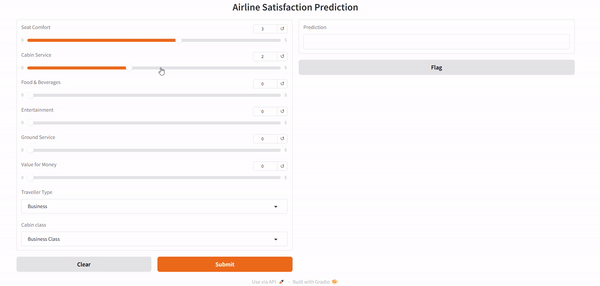 Airline Satisfaction Prediction
Seat Comfort
3
0
5
Cabin Service
2
0
5
Food & Beverages
0
0
5
Entertainment
0
0
5
Ground Service
0
0
5
Value for Money
0
0
5
Traveller Type
Business
Cabin class
Business Class
Clear
Submit
Prediction
Flag
Use via API · Built with Gradio